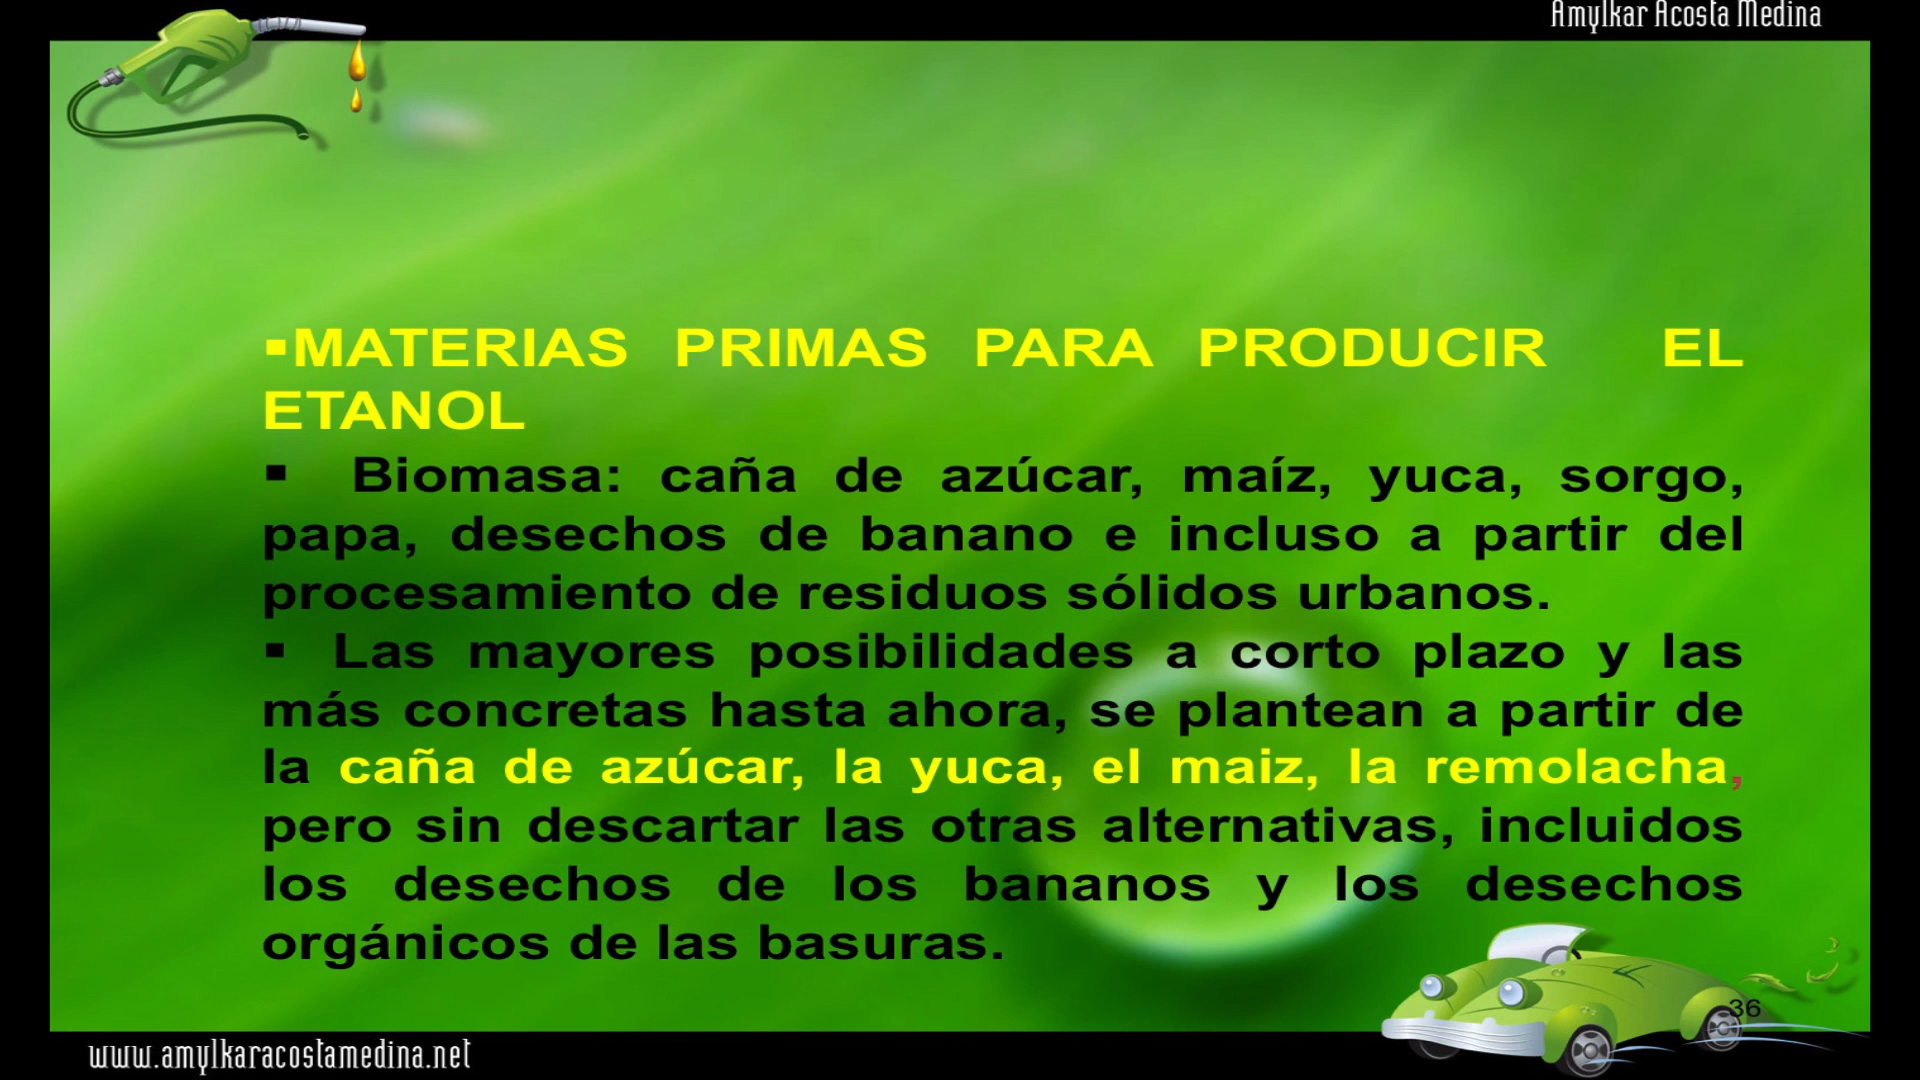 Amylkar Acosta Medina
▪MATERIAS PRIMAS PARA PRODUCIR EL
ETANOL
▪ Biomasa: caña de azúcar, maíz, yuca, sorgo,
papa, desechos de banano e incluso a partir del
procesamiento de residuos sólidos urbanos.
▪ Las mayores posibilidades a corto plazo y las
más concretas hasta ahora, se plantean a partir de
la caña de azúcar, la yuca, el maiz, la remolacha,
pero sin descartar las otras alternativas, incluidos
los desechos de los bananos y los desechos
orgánicos de las basuras.
36
www.amylkaracostamedina.net